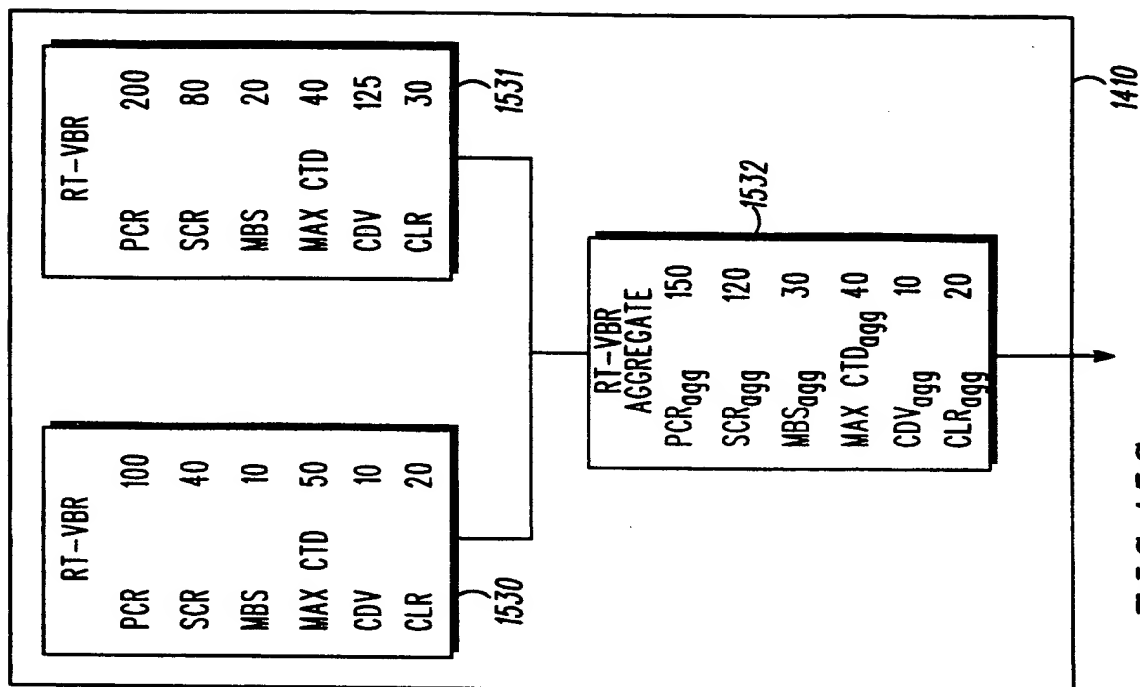 RT-VBR
PCR 100
SCR 40
MBS 10
MAX CTD 50
CDV 10
CLR 20
1530
RT-VBR
PCR 200
SCR 80
MBS 20
MAX CTD 40
CDV 125
CLR 30
1531
RT-VBR
AGGREGATE
PCRagg 150
SCRagg 120
MBSagg 30
MAX CTDagg 40
CDVagg 10
CLRagg 20
1532
1410